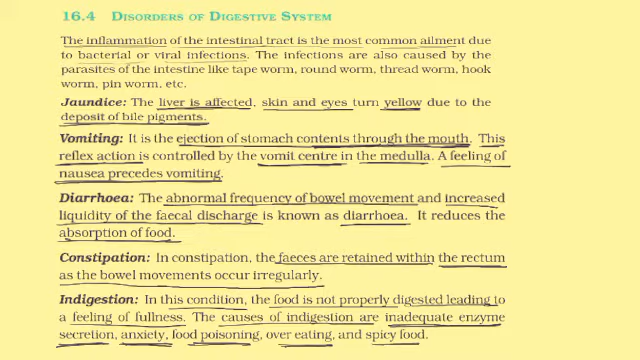 16.4 DISORDERS OF DIGESTIVE SYSTEM
The inflammation of the intestinal tract is the most common ailment due
to bacterial or viral infections. The infections are also caused by the
parasites of the intestine like tape worm, round worm, thread worm, hook
worm, pin worm, etc.
Jaundice: The liver is affected, skin and eyes turn yellow due to the
deposit of bile pigments.
Vomiting: It is the ejection of stomach contents through the mouth. This
reflex action is controlled by the vomit centre in the medulla. A feeling of
nausea precedes vomiting.
Diarrhoea: The abnormal frequency of bowel movement and increased
liquidity of the faecal discharge is known as diarrhoea. It reduces the
absorption of food.
Constipation: In constipation, the faeces are retained within the rectum
as the bowel movements occur irregularly.
Indigestion: In this condition, the food is not properly digested leading to
a feeling of fullness. The causes of indigestion are inadequate enzyme
secretion, anxiety, food poisoning, over eating, and spicy food.